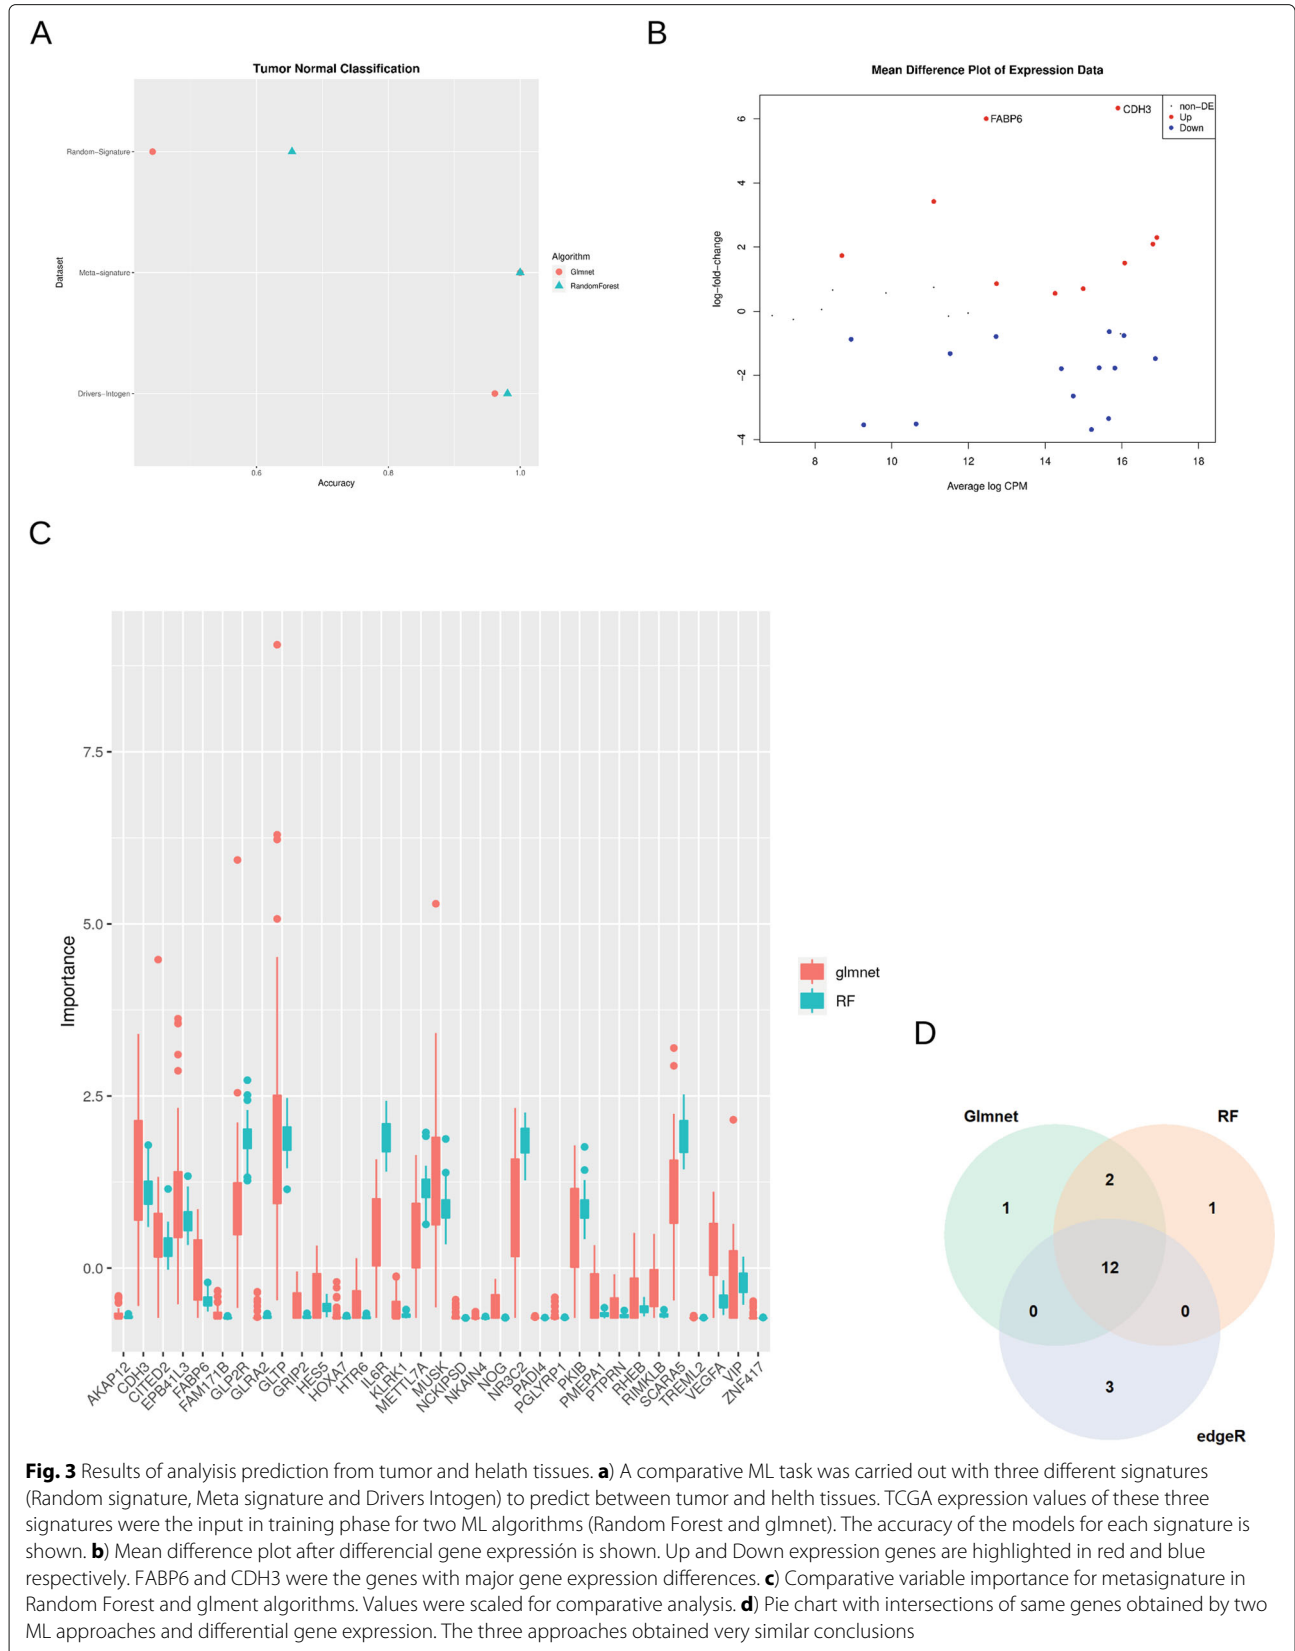 A
Tumor Normal Classification
Random−Signature
Meta−signature
Drivers−Intogen
Dataset
0.6 0.8 1.0
Accuracy
Algorithm
Glmnet
RandomForest
B
Mean Difference Plot of Expression Data
FABP6
CDH3
non−DE
Up
Down
6
4
2
0
−2
−4
log−fold−change
8 10 12 14 16 18
Average log CPM
C
7.5
5.0
2.5
0.0
Importance
AKAP12
CDH3
CITED2
EPB41L3
FABP6
FAM171B
GLP2R
GLRA2
GLTP
GRIP2
HES5
HOXA7
HTR6
IL6R
KLRK1
METTL7A
MUSK
NCKIPSD
NKAIN4
NOG
NR3C2
PADI4
PGLYRP1
PKIB
PMEPA1
PTPRN
RHEB
RIMKLB
SCARA5
TREML2
VEGFA
VIP
ZNF417
glmnet
RF
D
Glmnet
RF
2
1
1
12
0
0
3
edgeR
Fig. 3 Results of analyisis prediction from tumor and helath tissues. a) A comparative ML task was carried out with three different signatures
(Random signature, Meta signature and Drivers Intogen) to predict between tumor and helth tissues. TCGA expression values of these three
signatures were the input in training phase for two ML algorithms (Random Forest and glmnet). The accuracy of the models for each signature is
shown. b) Mean difference plot after differencial gene expressión is shown. Up and Down expression genes are highlighted in red and blue
respectively. FABP6 and CDH3 were the genes with major gene expression differences. c) Comparative variable importance for metasignature in
Random Forest and glment algorithms. Values were scaled for comparative analysis. d) Pie chart with intersections of same genes obtained by two
ML approaches and differential gene expression. The three approaches obtained very similar conclusions